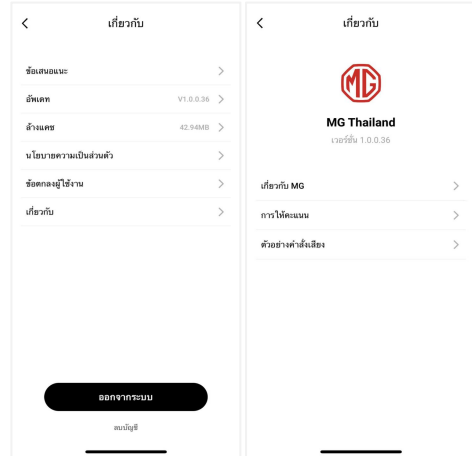 เกี่ยวกับ
ข้อเสนอแนะ
อัพเดท V1.0.0.36
ล้างแคช 42.94MB
นโยบายความเป็นส่วนตัว
ข้อตกลงผู้ใช้งาน
เกี่ยวกับ
ออกจากระบบ
ลบบัญชี
เกี่ยวกับ
MG
MG Thailand
เวอร์ชั่น 1.0.0.36
เกี่ยวกับ MG
การให้คะแนน
ตัวอย่างคำสั่งเสียง